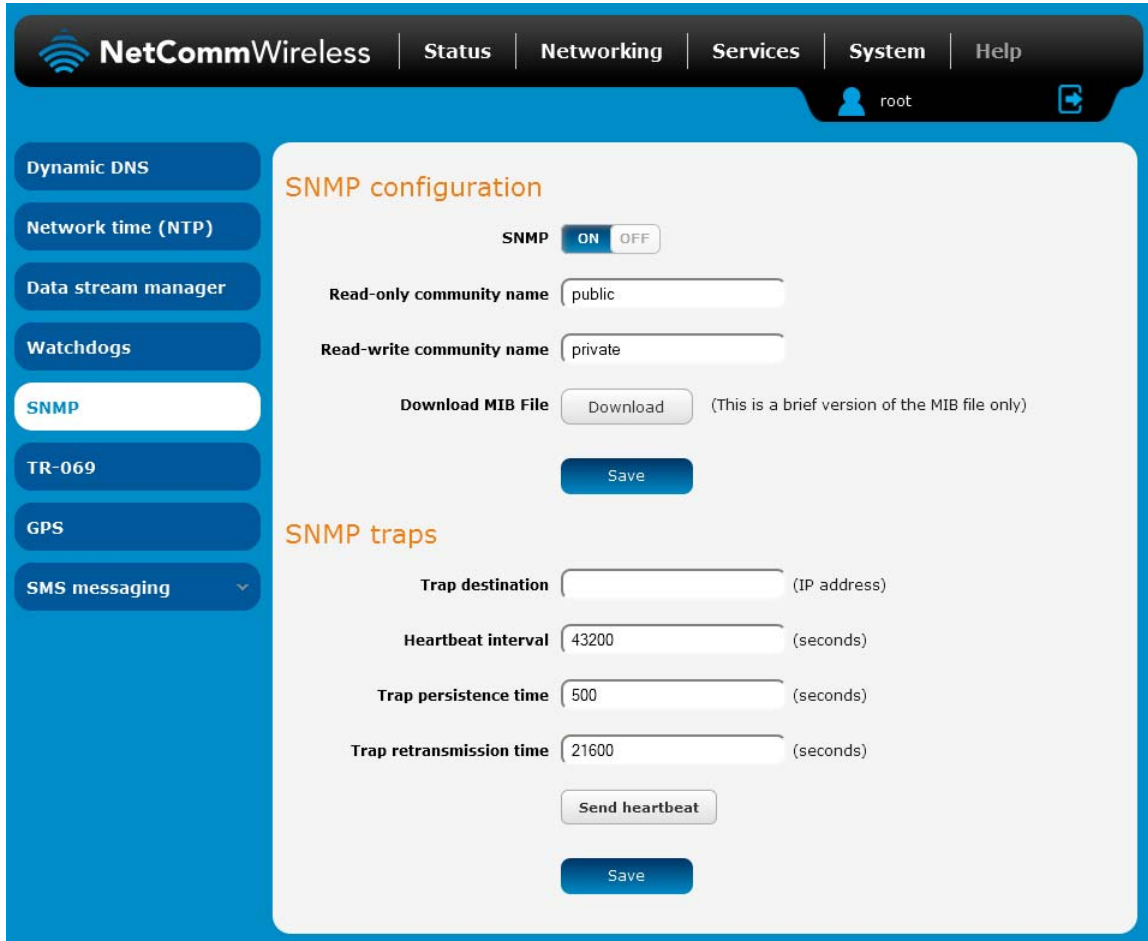 NetCommWireless Status Networking Services System Help
root
Dynamic DNS
Network time (NTP)
Data stream manager
Watchdogs
SNMP
TR-069
GPS
SMS messaging
SNMP configuration
SNMP ON OFF
Read-only community name public
Read-write community name private
Download MIB File Download (This is a brief version of the MIB file only)
Save
SNMP traps
Trap destination (IP address)
Heartbeat interval 43200 (seconds)
Trap persistence time 500 (seconds)
Trap retransmission time 21600 (seconds)
Send heartbeat
Save